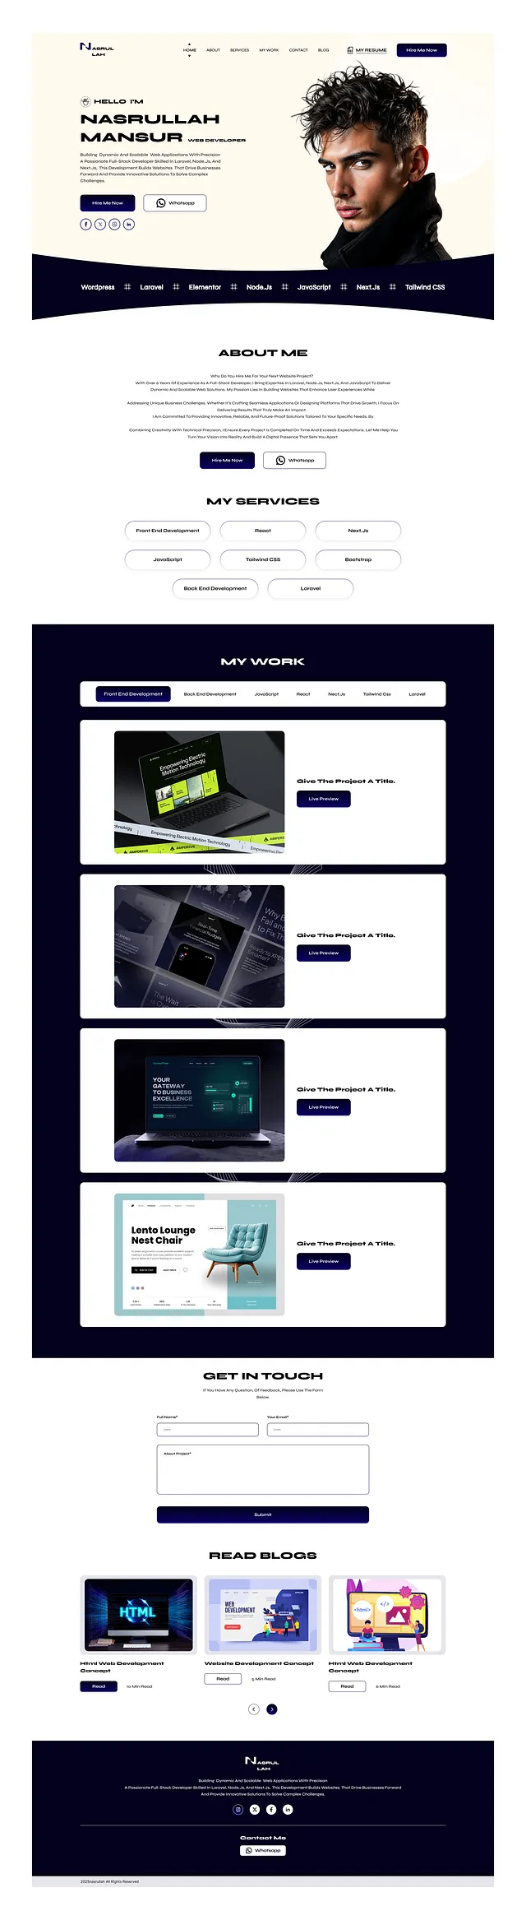 NASRUL
LAH
HOME
ABOUT
SERVICES
MY WORK
CONTACT
BLOG
MY RESUME
Hire Me Now
HELLO I'M
NASRULLAH
MANSUR WEB DEVELOPER
Building Dynamic And Scalable Web Applications With Precision
A Passionate Full-Stack Developer Skilled In Laravel, Node.Js, And
Next.Js, This Development Builds Websites That Drive Businesses
Forward And Provide Innovative Solutions To Solve Complex
Challenges.
Hire Me Now
Whatsapp
Wordpress
Laravel
Elementor
Node.Js
JavaScript
Next.Js
Tailwind CSS
ABOUT ME
Why Do You Hire Me For Your Next Website Project?
With Over 6 Years Of Experience As A Full-Stack Developer, I Bring Expertise In Laravel, Node.Js, Next.Js, And JavaScript To Deliver
Dynamic And Scalable Web Solutions. My Passion Lies In Building Websites That Enhance User Experiences While
Addressing Unique Business Challenges. Whether It's Crafting Seamless Applications Or Designing Platforms That Drive Growth, I Focus On
Delivering Results That Truly Make An Impact
I Am Committed To Providing Innovative, Reliable, And Future-Proof Solutions Tailored To Your Specific Needs. By
Combining Creativity With Technical Precision, I Ensure Every Project Is Completed On Time And Exceeds Expectations. Let Me Help You
Turn Your Vision Into Reality And Build A Digital Presence That Sets You Apart
Hire Me Now
Whatsapp
MY SERVICES
Front End Development
React
Next.Js
JavaScript
Tailwind CSS
Bootstrap
Back End Development
Laravel
MY WORK
Front End Development
Back End Development
JavaScript
React
Next.Js
Tailwind Css
Laravel
Empowering Electric
Motion Technology
Empowering Electric Motion Technology
Give The Project A Title.
Live Preview
Give The Project A Title.
Live Preview
YOUR
GATEWAY
TO BUSINESS
EXCELLENCE
Give The Project A Title.
Live Preview
Lento Lounge
Nest Chair
Give The Project A Title.
Live Preview
GET IN TOUCH
If You Have Any Question, Of Feedback, Please Use The Form
Below
Full Name*
Your Email*
About Project*
Submit
READ BLOGS
HTML
Html Web Development
Concept
Read
10 Min Read
WEB
DEVELOPMENT
Website Development Concept
Read
5 Min Read
Html Web Development
Concept
Read
8 Min Read
NASRUL
LAH
Building Dynamic And Scalable Web Applications With Precision
A Passionate Full-Stack Developer Skilled In Laravel, Node.Js, And Next.Js, This Development Builds Websites That Drive Businesses Forward
And Provide Innovative Solutions To Solve Complex Challenges.
Contact Me
Whatsapp
All Rights Reserved